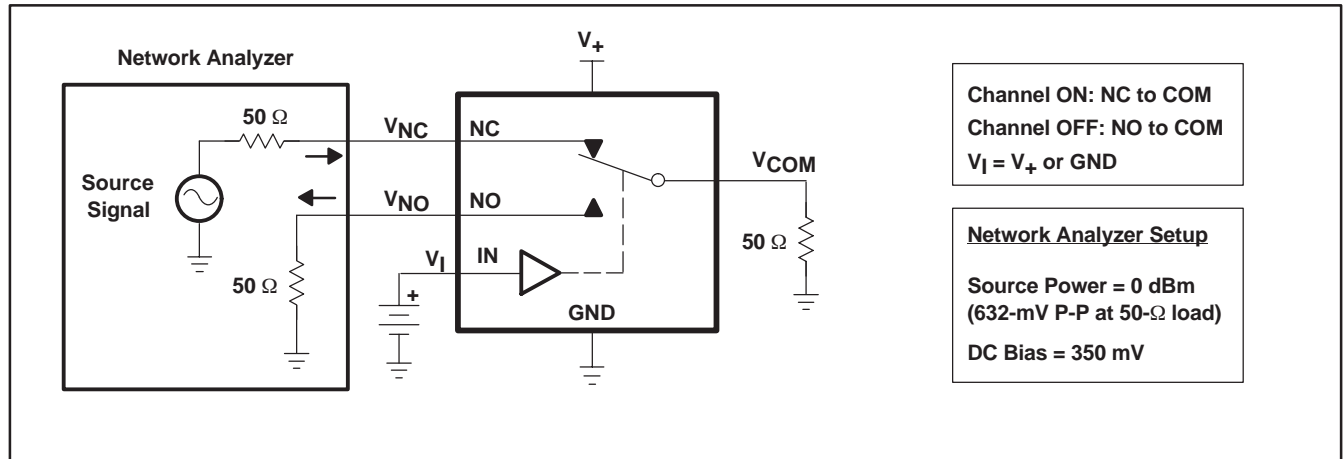 Network Analyzer
50 Ω
Source
Signal
50 Ω
V+
VNC
NC
VNO
NO
VI
IN
+
GND
VCOM
50 Ω
Channel ON: NC to COM
Channel OFF: NO to COM
VI = V+ or GND
Network Analyzer Setup
Source Power = 0 dBm
(632-mV P-P at 50-Ω load)
DC Bias = 350 mV